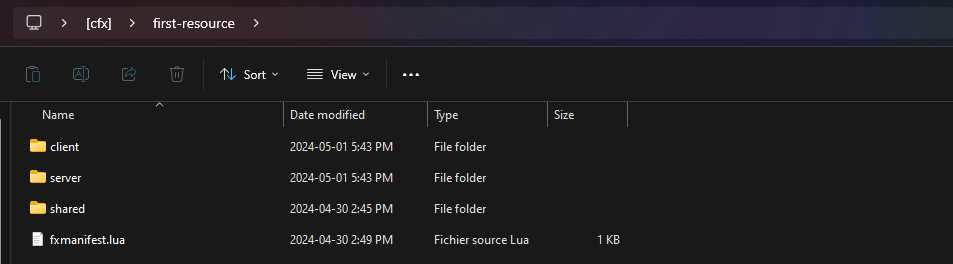 [cfx] first-resource
Sort View
Name Date modified Type Size
client 2024-05-01 5:43 PM File folder
server 2024-05-01 5:43 PM File folder
shared 2024-04-30 2:45 PM File folder
fxmanifest.lua 2024-04-30 2:49 PM Fichier source Lua 1 KB